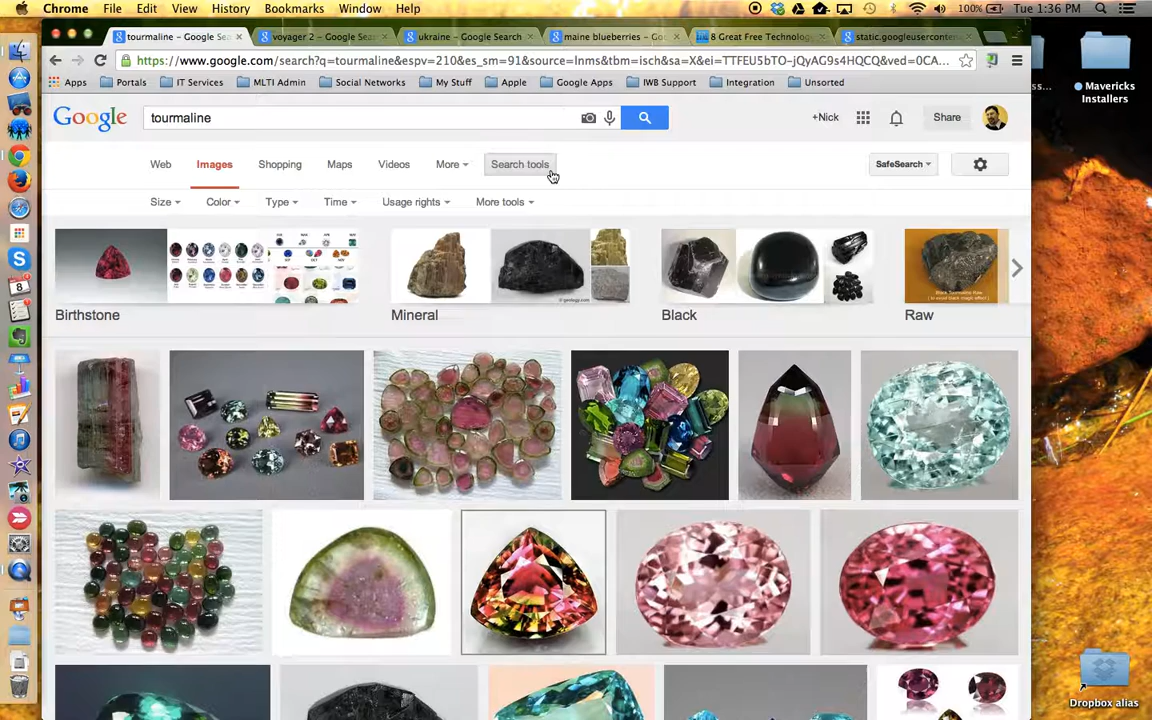 Chrome File Edit View History Bookmarks Window Help 100% Tue 1:36 PM
tourmaline – Google Se voyager 2 – Google Sea ukraine – Google Search maine blueberries – Go 8 Great Free Technology static.googleuserconten
https://www.google.com/search?q=tourmaline&espv=210&es_sm=91&source=lnms&tbm=isch&sa=X&ei=TTFEU5bTO-jQyAG9s4HQCQ&ved=0CA...
Apps Portals IT Services MLTI Admin Social Networks My Stuff Apple Google Apps IWB Support Integration Unsorted
ss...
Mavericks
Installers
Google tourmaline +Nick Share
Web Images Shopping Maps Videos More Search tools SafeSearch
Size Color Type Time Usage rights More tools
Birthstone Mineral Black Raw
8
Dropbox alias